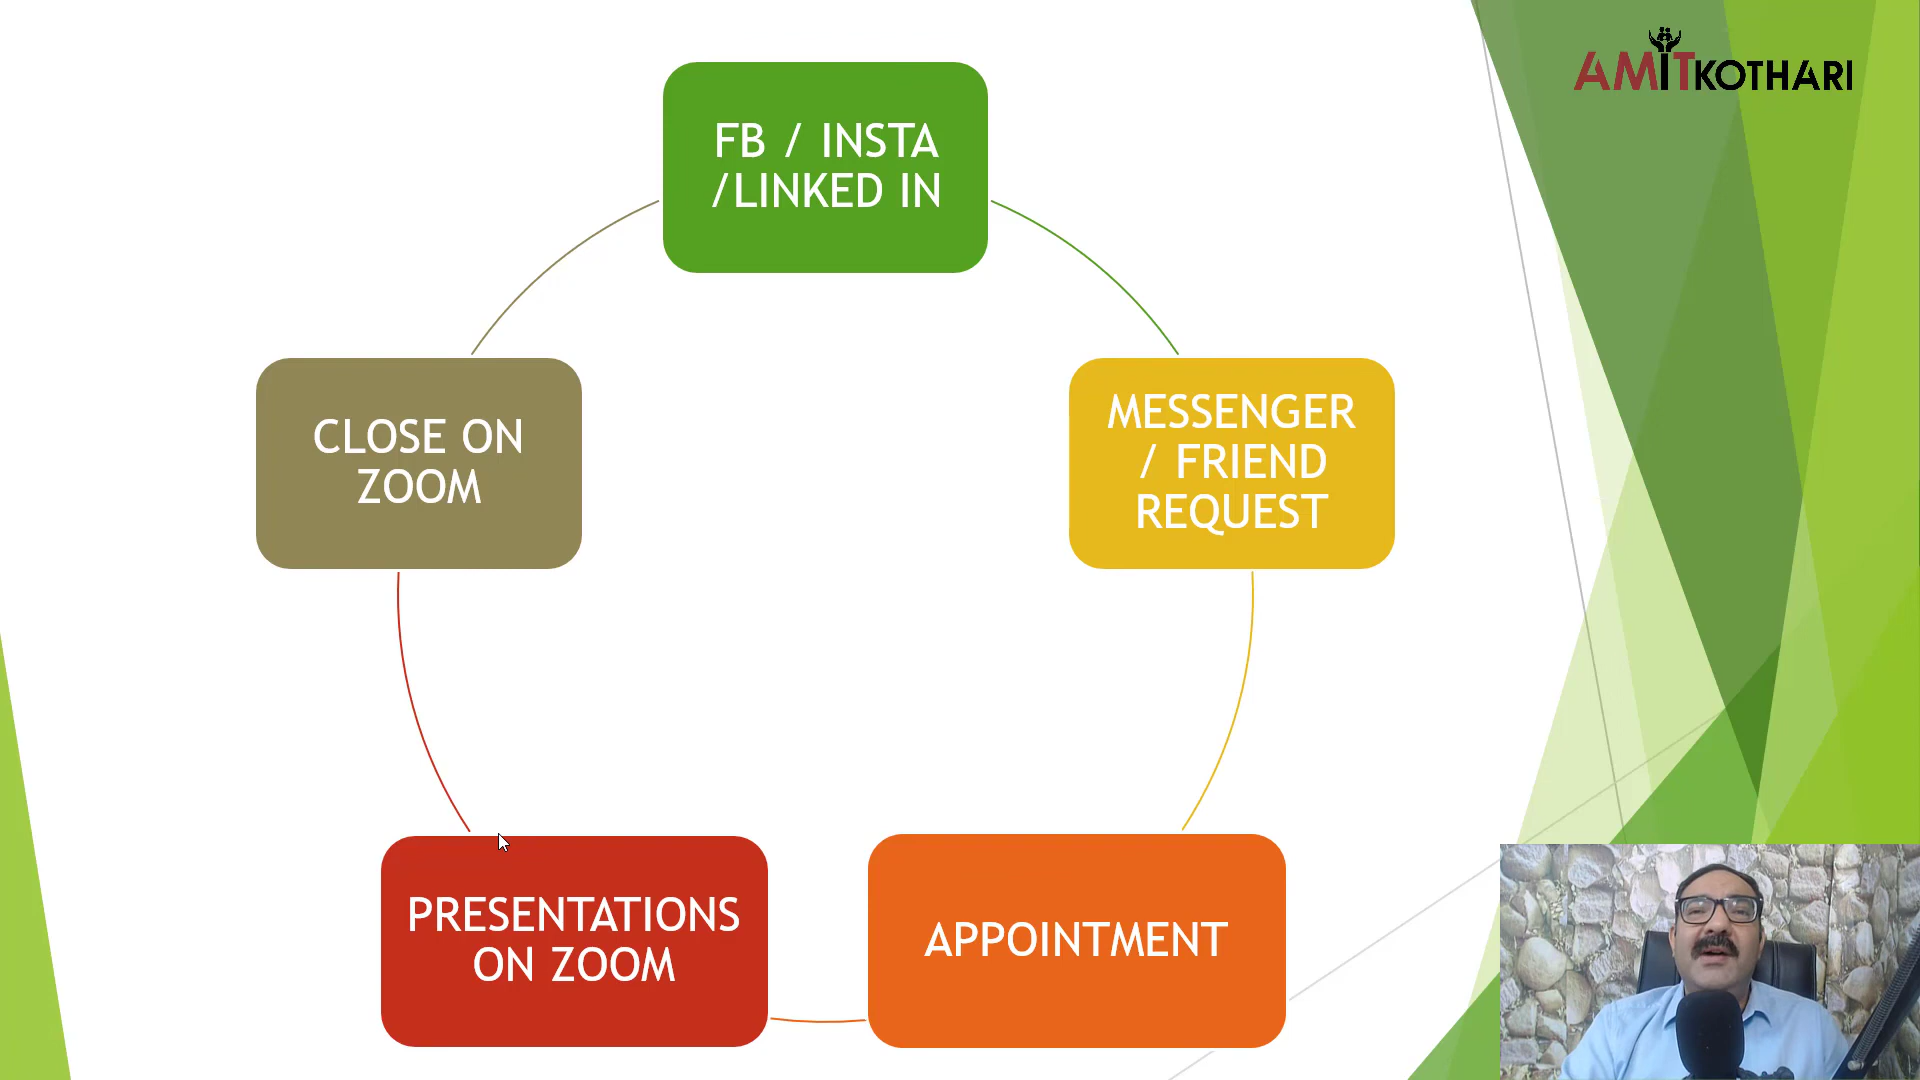 AMITKOTHARI
FB / INSTA
/LINKED IN
MESSENGER
/ FRIEND
REQUEST
APPOINTMENT
PRESENTATIONS
ON ZOOM
CLOSE ON
ZOOM